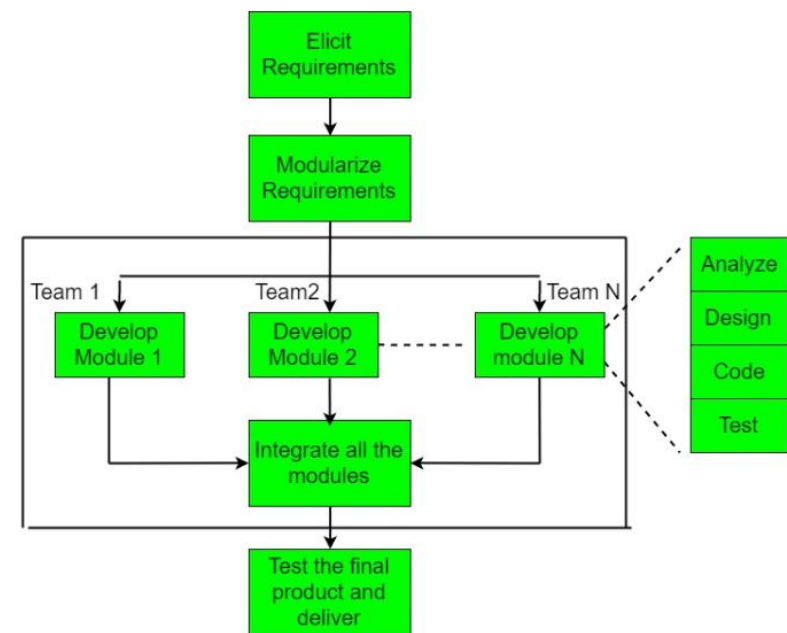 Elicit
Requirements
Modularize
Requirements
Team 1
Team2
Team N
Develop
Module 1
Develop
Module 2
Develop
module N
Analyze
Design
Code
Test
Integrate all the
modules
Test the final
product and
deliver